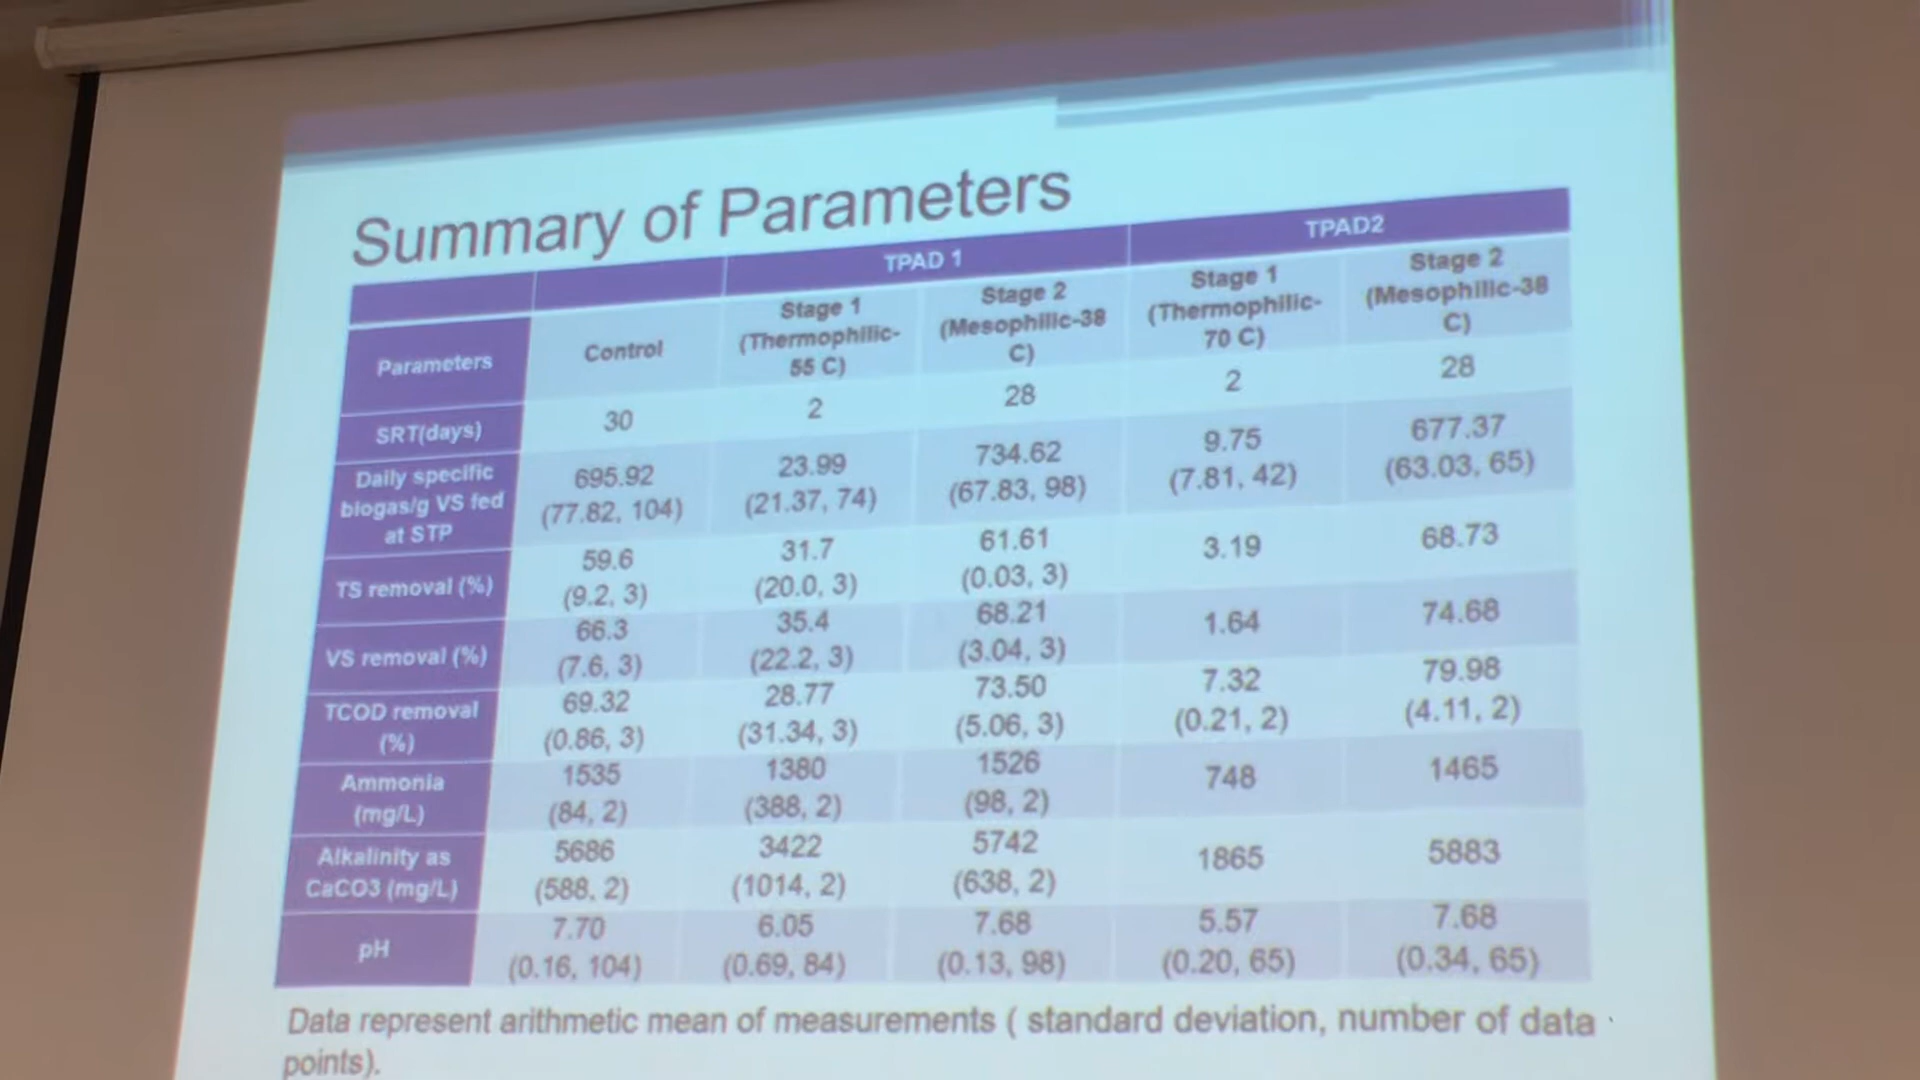 Summary of Parameters
TPAD 1 TPAD2
Parameters Control Stage 1 (Thermophilic-55 C) Stage 2 (Mesophilic-38 C) Stage 1 (Thermophilic-70 C) Stage 2 (Mesophilic-38 C)
SRT(days) 30 2 28 2 28
Daily specific biogas/g VS fed at STP 695.92 (77.82, 104) 23.99 (21.37, 74) 734.62 (67.83, 98) 9.75 (7.81, 42) 677.37 (63.03, 65)
TS removal (%) 59.6 (9.2, 3) 31.7 (20.0, 3) 61.61 (0.03, 3) 3.19 68.73
VS removal (%) 66.3 (7.6, 3) 35.4 (22.2, 3) 68.21 (3.04, 3) 1.64 74.68
TCOD removal (%) 69.32 (0.86, 3) 28.77 (31.34, 3) 73.50 (5.06, 3) 7.32 (0.21, 2) 79.98 (4.11, 2)
Ammonia (mg/L) 1535 (84, 2) 1380 (388, 2) 1526 (98, 2) 748 1465
Alkalinity as CaCO3 (mg/L) 5686 (588, 2) 3422 (1014, 2) 5742 (638, 2) 1865 5883
pH 7.70 (0.16, 104) 6.05 (0.69, 84) 7.68 (0.13, 98) 5.57 (0.20, 65) 7.68 (0.34, 65)
Data represent arithmetic mean of measurements ( standard deviation, number of data
points).